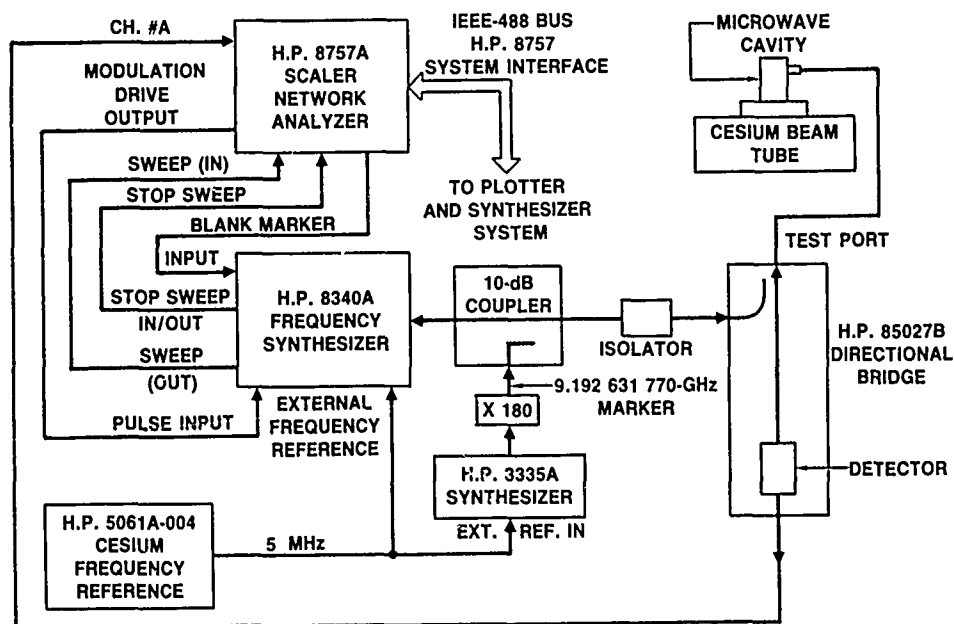 CH. #A
MODULATION
DRIVE
OUTPUT
SWEEP (IN)
STOP SWEEP
BLANK MARKER
INPUT
STOP SWEEP
IN/OUT
SWEEP
(OUT)
PULSE INPUT
H.P. 8757A
SCALER
NETWORK
ANALYZER
IEEE-488 BUS
H.P. 8757
SYSTEM INTERFACE
TO PLOTTER
AND SYNTHESIZER
SYSTEM
MICROWAVE
CAVITY
CESIUM BEAM
TUBE
TEST PORT
H.P. 8340A
FREQUENCY
SYNTHESIZER
EXTERNAL
FREQUENCY
REFERENCE
10-dB
COUPLER
ISOLATOR
9.192 631 770-GHz
MARKER
X 180
H.P. 3335A
SYNTHESIZER
EXT. REF. IN
H.P. 85027B
DIRECTIONAL
BRIDGE
DETECTOR
H.P. 5061A-004
CESIUM
FREQUENCY
REFERENCE
5 MHz